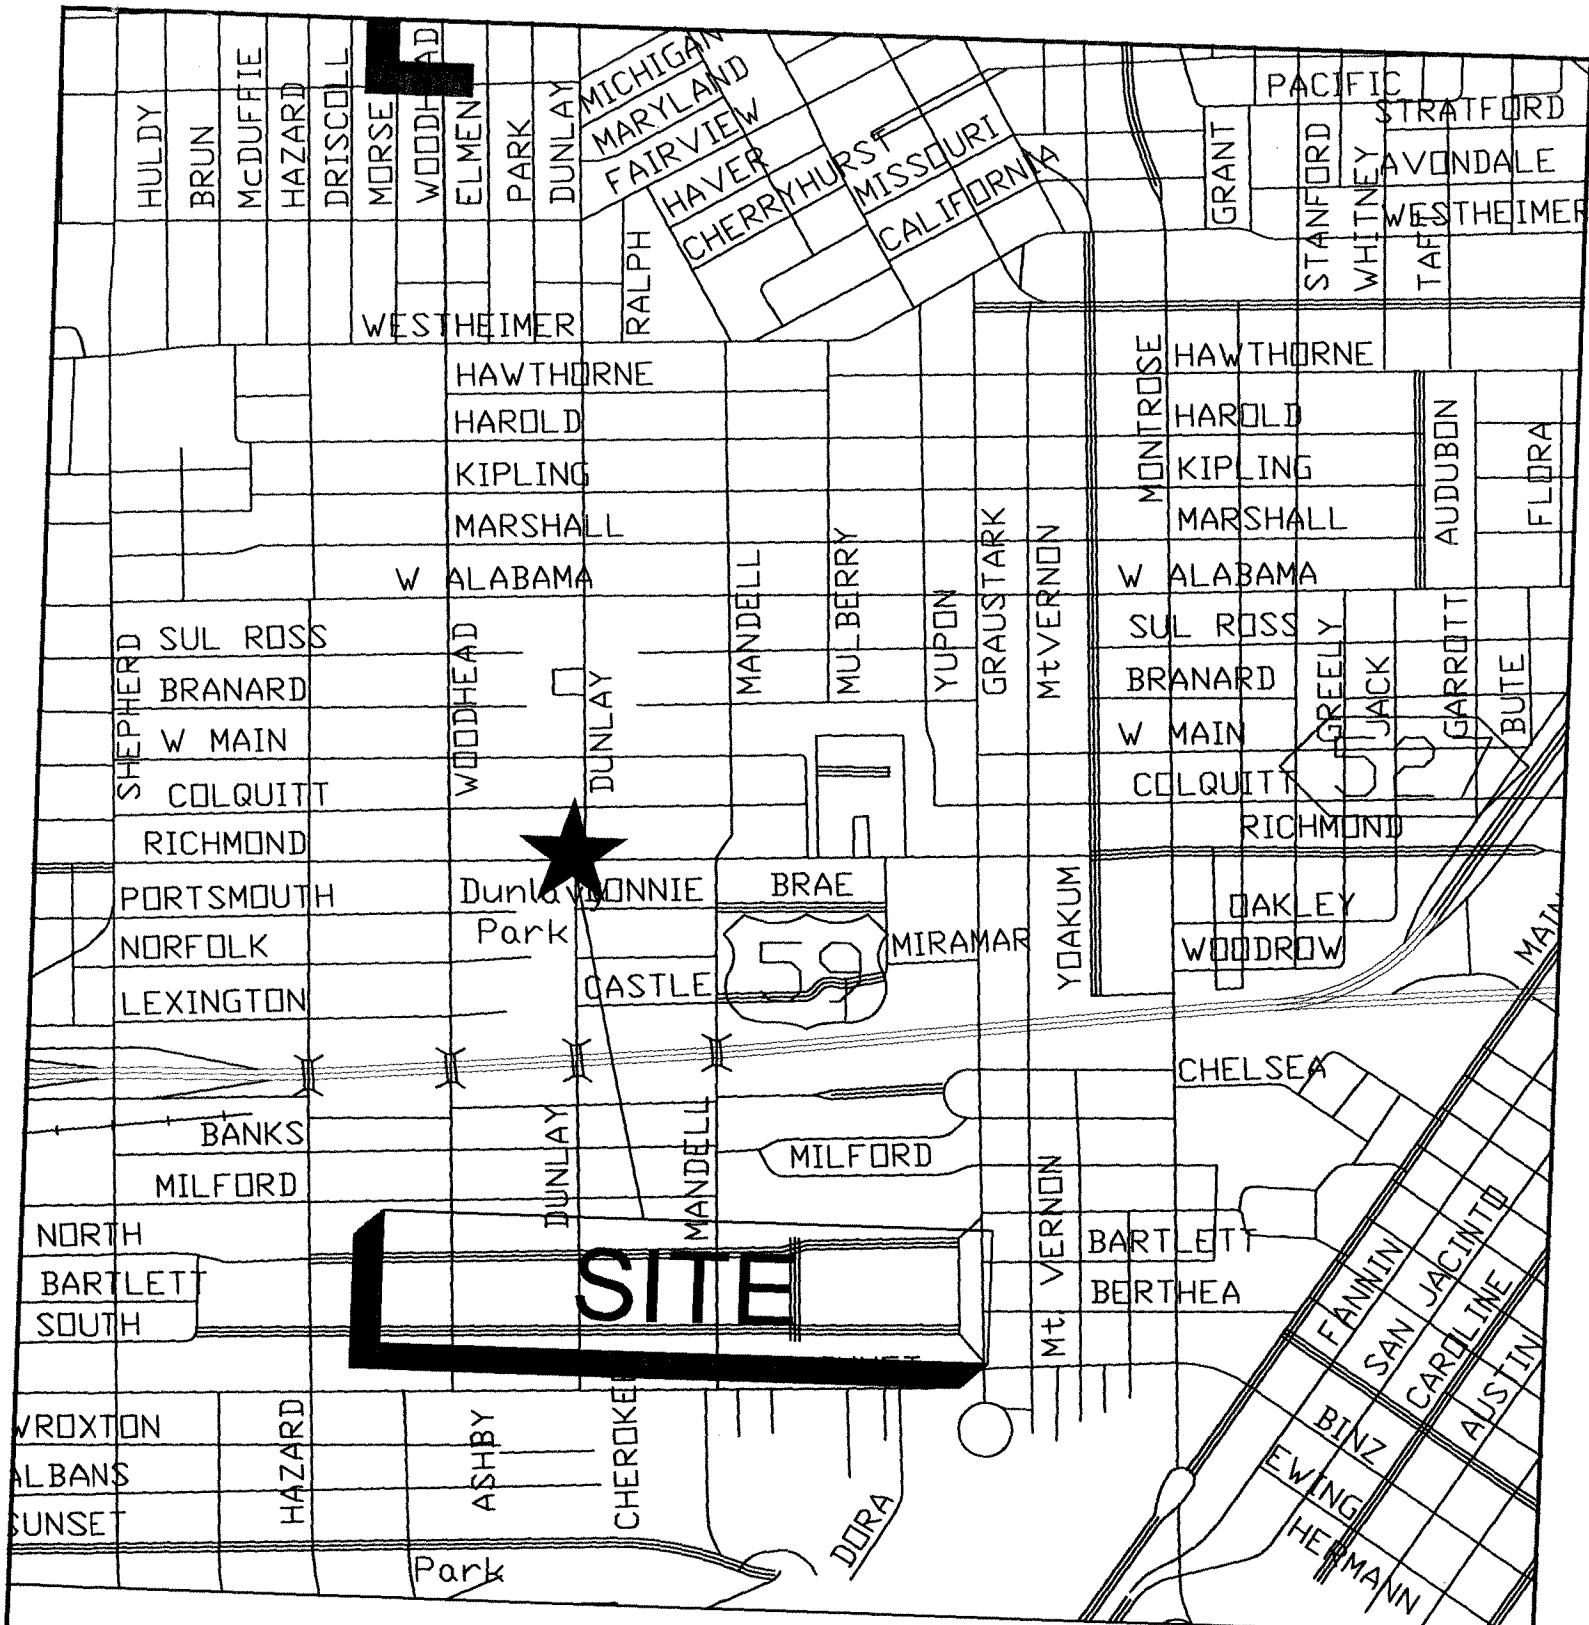 HULDY
BRUN
McDUFFIE
HAZARD
DRISCOLL
MORSE
ELMEN
PARK
DUNLAY
MICHIGAN
MARYLAND
FAIRVIEW
HAVER
CHERRYHURST
MISSOURI
CALIFORNIA
RALPH
PACIFIC
STRATFORD
AVONDALE
WESTHEIMER
GRANT
STANFORD
WHITNEY
TAFT
WESTHEIMER
HAWTHORNE
HAROLD
KIPLING
MARSHALL
W ALABAMA
MONTROSE
HAWTHORNE
HAROLD
KIPLING
MARSHALL
W ALABAMA
AUDUBON
FLORA
MANDELL
MULBERRY
YUPON
GRAUSTARK
MtVERNON
SHEPHERD
SUL ROSS
BRANARD
W MAIN
COLQUITT
RICHMOND
WOODHEAD
DUNLAY
SUL ROSS
BRANARD
W MAIN
COLQUITT
RICHMOND
GREELY
JACK
GARROTT
BUTE
PORTSMOUTH
NORFOLK
LEXINGTON
Dunlavy
Park
BONNIE BRAE
CASTLE
59
MIRAMAR
YOAKUM
OAKLEY
WOODROW
MAIN
BANKS
MILFORD
DUNLAY
MANDELL
MILFORD
CHELSEA
NORTH
BARTLETT
SOUTH
SITE
Mt. VERNON
BARTLETT
BERTHEA
FANNIN
SAN JACINTO
CAROLINE
AUSTIN
BINZ
EWING
HERMANN
WROXTON
ALBANS
SUNSET
HAZARD
ASHBY
Park
DORA